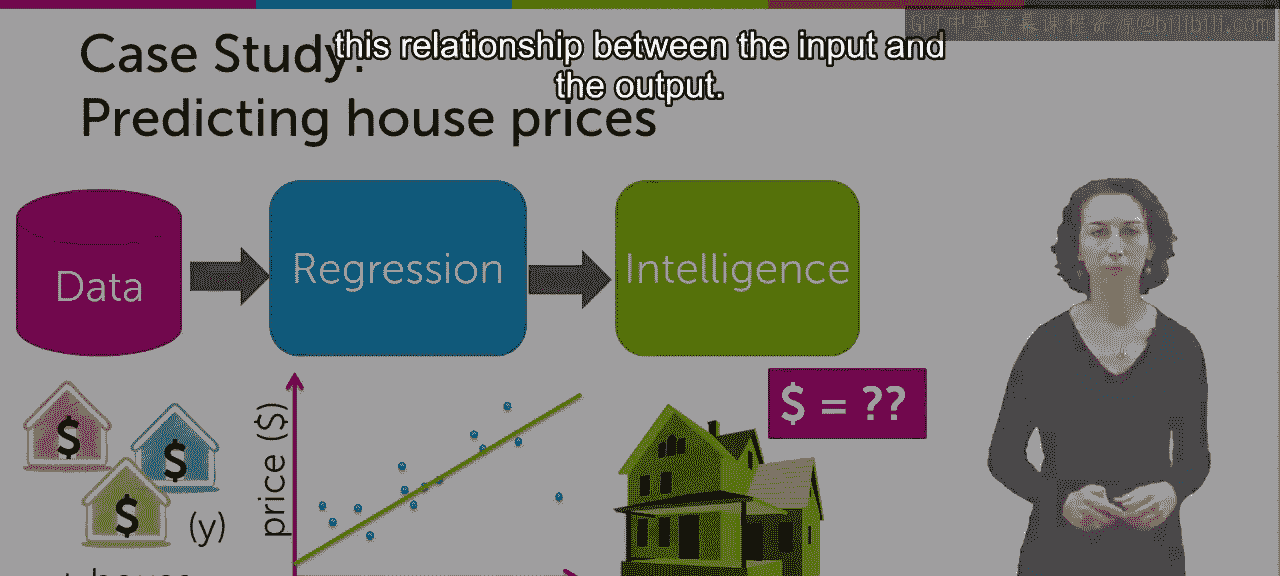 this relationship between the input and
the output.
Case Study:
Predicting house prices
Data
Regression
Intelligence
$ = ??
$
$
$
(y)
price ($)